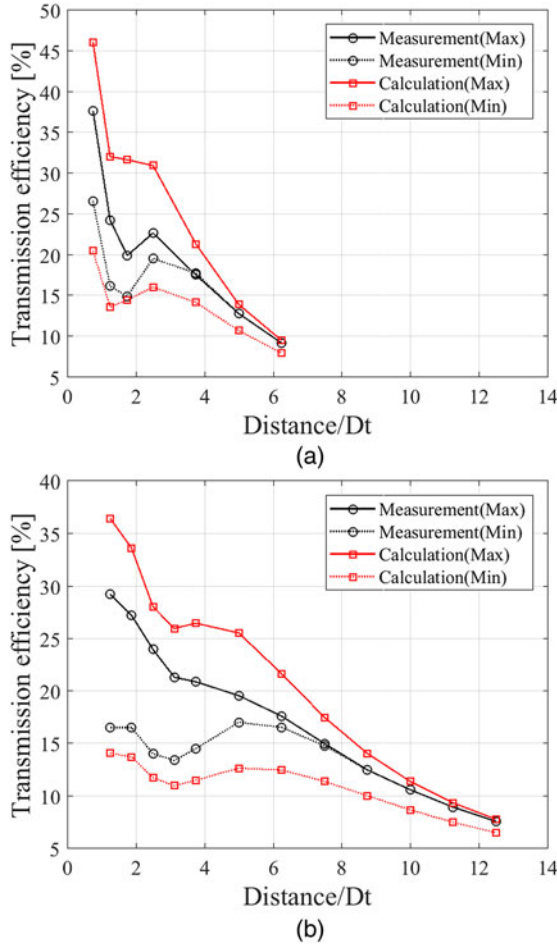 50
45
40
35
30
25
20
15
10
5
Transmission efficiency [%]
Measurement(Max)
Measurement(Min)
Calculation(Max)
Calculation(Min)
0 2 4 6 8 10 12 14
Distance/Dt
(a)
40
35
30
25
20
15
10
5
Transmission efficiency [%]
Measurement(Max)
Measurement(Min)
Calculation(Max)
Calculation(Min)
0 2 4 6 8 10 12 14
Distance/Dt
(b)